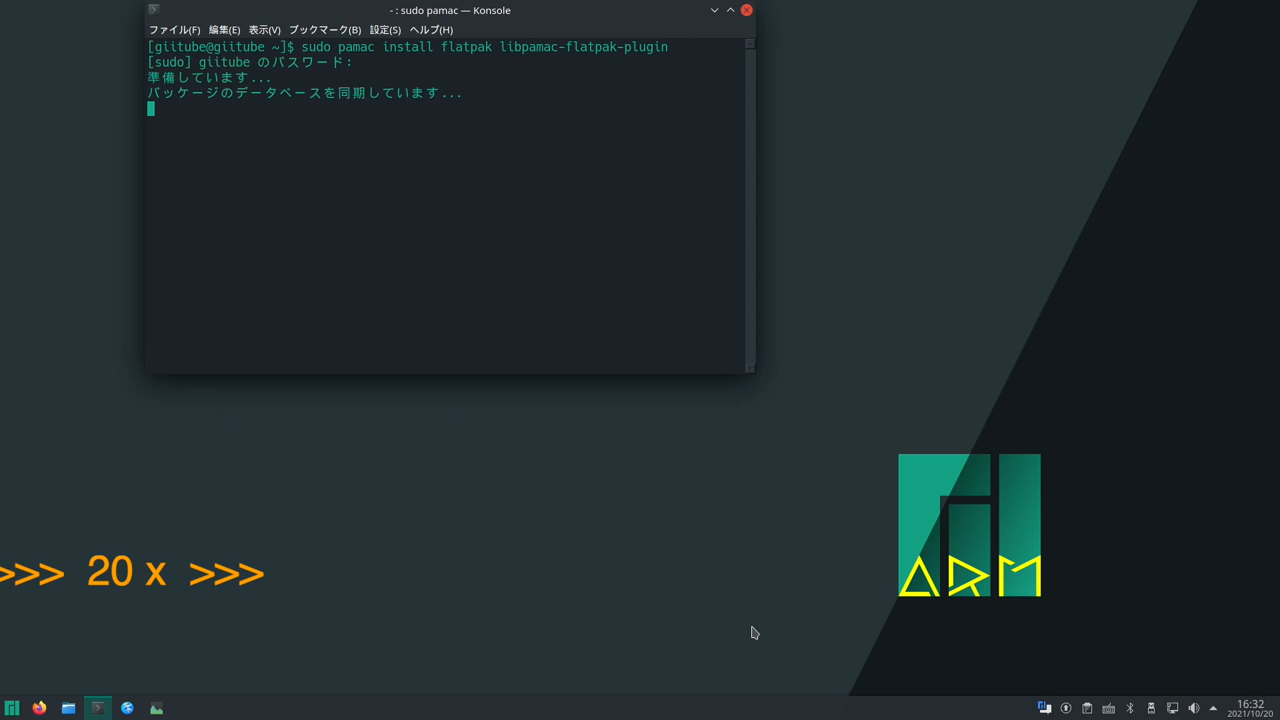 - : sudo pamac — Konsole
ファイル(F) 編集(E) 表示(V) ブックマーク(B) 設定(S) ヘルプ(H)
[giitube@giitube ~]$ sudo pamac install flatpak libpamac-flatpak-plugin
[sudo] giitube のパスワード:
準備しています...
パッケージのデータベースを同期しています...
>>> 20 x >>>
ARM
16:32
2021/10/20